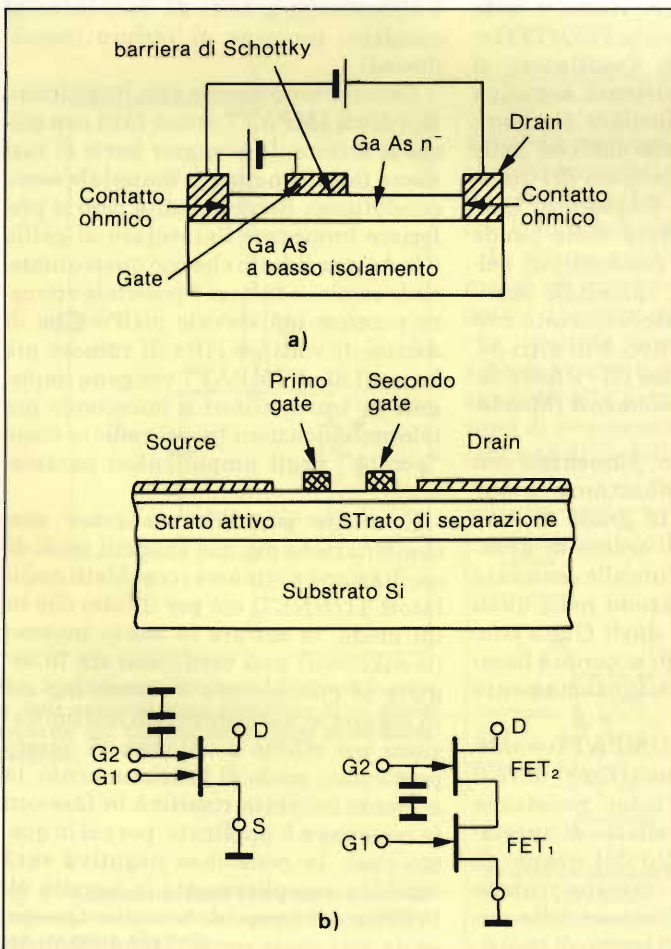 barriera di Schottky
Ga As n⁻
Drain
Contatto
ohmico
Contatto
ohmico
Gate
Ga As
a basso isolamento
a)
Primo
gate
Secondo
gate
Source
Drain
Strato attivo
STrato di separazione
Substrato Si
G2
G1
D
S
G2
G1
D
FET₂
FET₁
b)